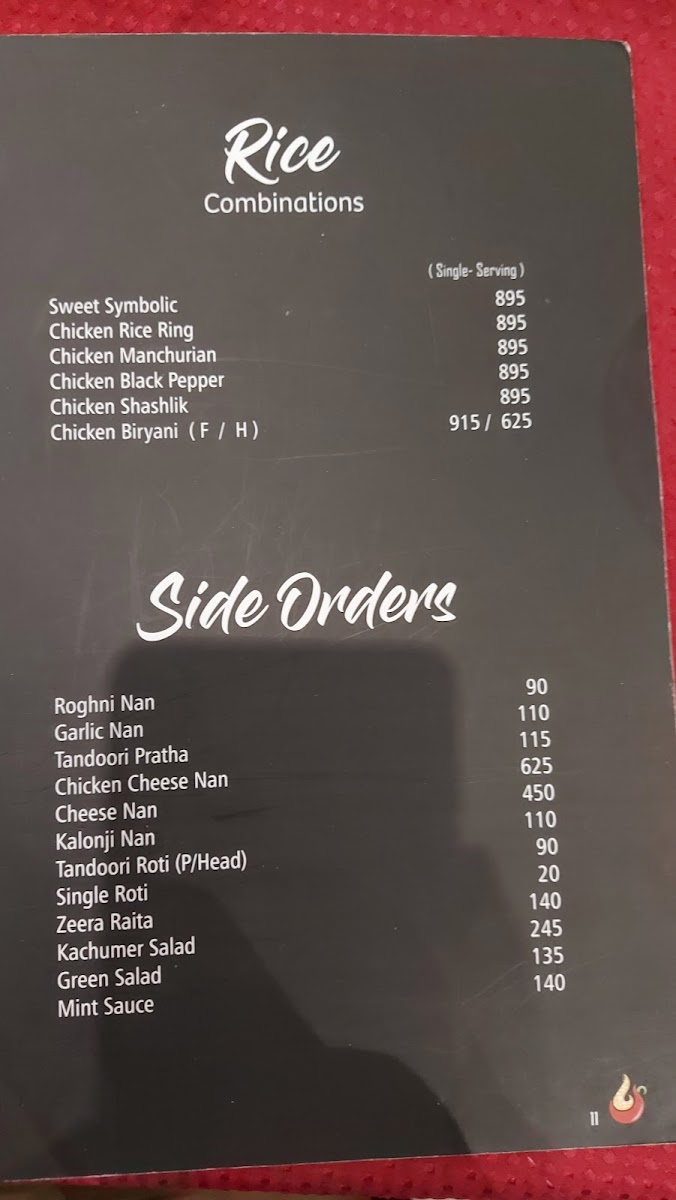 Rice
Combinations
( Single- Serving )
Sweet Symbolic 895
Chicken Rice Ring 895
Chicken Manchurian 895
Chicken Black Pepper 895
Chicken Shashlik 895
Chicken Biryani ( F / H ) 915 / 625
Side Orders
Roghni Nan 90
Garlic Nan 110
Tandoori Pratha 115
Chicken Cheese Nan 625
Cheese Nan 450
Kalonji Nan 110
Tandoori Roti (P/Head) 90
Single Roti 20
Zeera Raita 140
Kachumer Salad 245
Green Salad 135
Mint Sauce 140
11